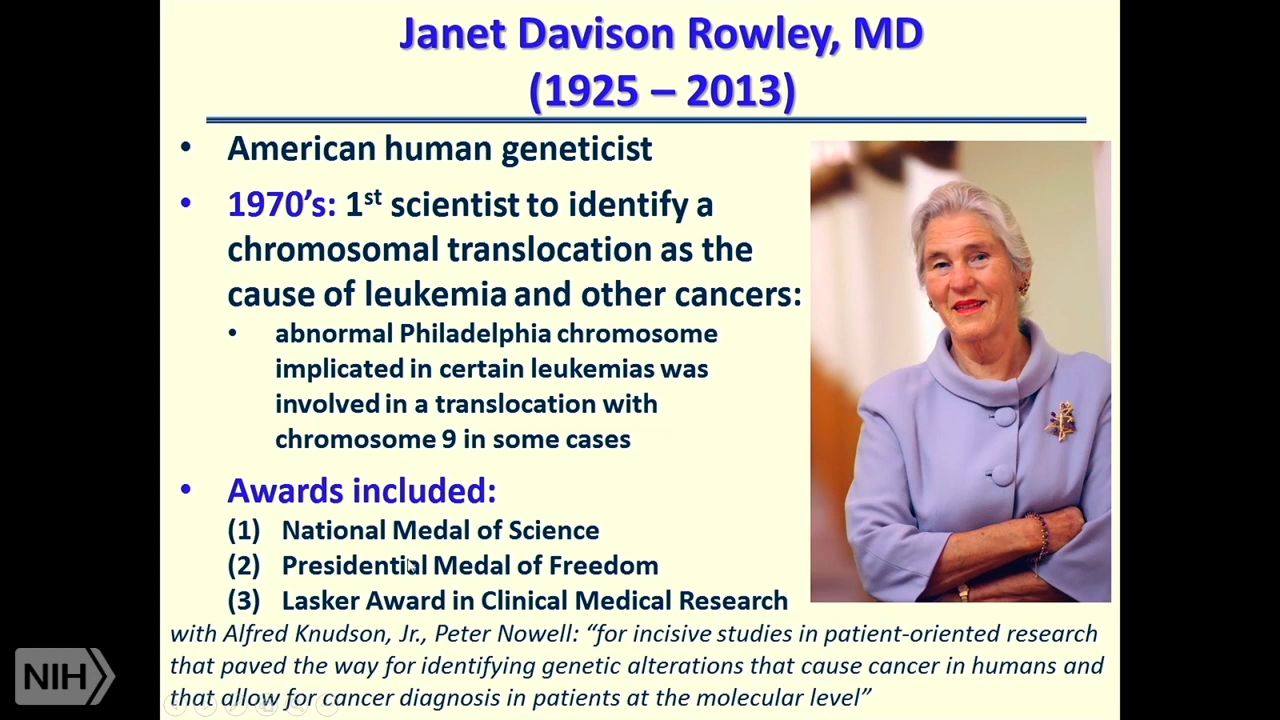 Janet Davison Rowley, MD
(1925 – 2013)
• American human geneticist
• 1970’s: 1st scientist to identify a
chromosomal translocation as the
cause of leukemia and other cancers:
• abnormal Philadelphia chromosome
implicated in certain leukemias was
involved in a translocation with
chromosome 9 in some cases
• Awards included:
(1) National Medal of Science
(2) Presidential Medal of Freedom
(3) Lasker Award in Clinical Medical Research
with Alfred Knudson, Jr., Peter Nowell: “for incisive studies in patient-oriented research
that paved the way for identifying genetic alterations that cause cancer in humans and
that allow for cancer diagnosis in patients at the molecular level”
NIH